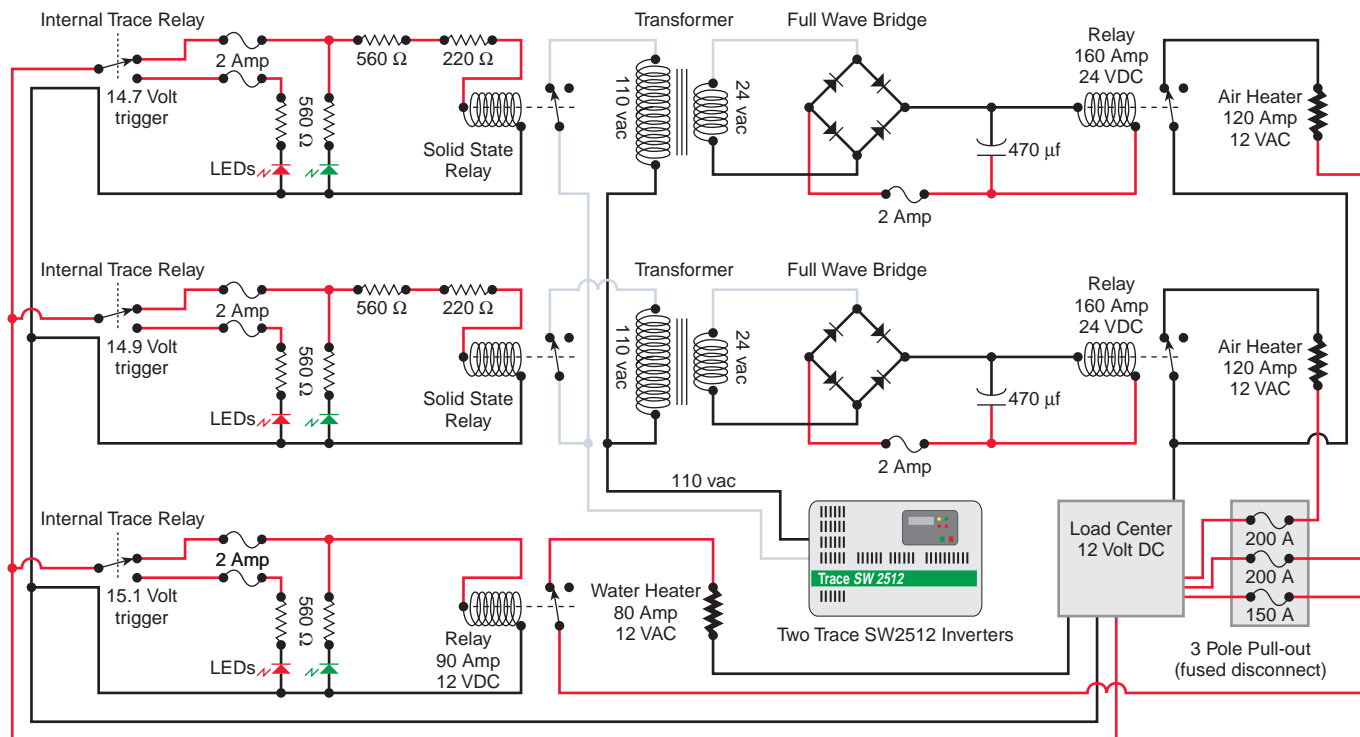 Internal Trace Relay
2 Amp
14.7 Volt
trigger
560 Ω
220 Ω
560 Ω
LEDs
Solid State
Relay
Transformer
110 vac
24 vac
Full Wave Bridge
2 Amp
470 µf
Relay
160 Amp
24 VDC
Air Heater
120 Amp
12 VAC
Internal Trace Relay
2 Amp
14.9 Volt
trigger
560 Ω
220 Ω
560 Ω
LEDs
Solid State
Relay
Transformer
110 vac
24 vac
Full Wave Bridge
2 Amp
470 µf
Relay
160 Amp
24 VDC
Air Heater
120 Amp
12 VAC
110 vac
Internal Trace Relay
2 Amp
15.1 Volt
trigger
560 Ω
LEDs
Relay
90 Amp
12 VDC
Water Heater
80 Amp
12 VAC
Trace SW 2512
Two Trace SW2512 Inverters
Load Center
12 Volt DC
200 A
200 A
150 A
3 Pole Pull-out
(fused disconnect)